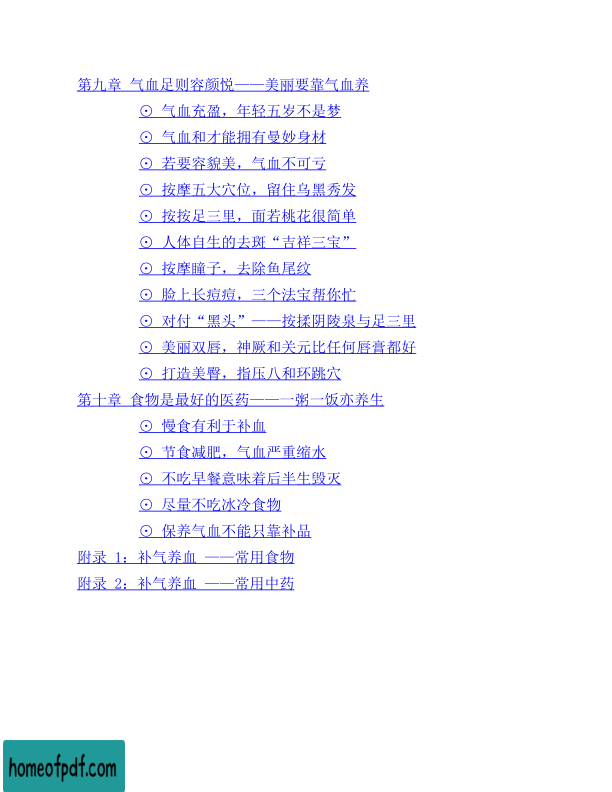 第九章 气血足则容颜悦——美丽要靠气血养
⊙ 气血充盈，年轻五岁不是梦
⊙ 气血和才能拥有曼妙身材
⊙ 若要容貌美，气血不可亏
⊙ 按摩五大穴位，留住乌黑秀发
⊙ 按按足三里，面若桃花很简单
⊙ 人体自生的去斑“吉祥三宝”
⊙ 按摩瞳子，去除鱼尾纹
⊙ 脸上长痘痘，三个法宝帮你忙
⊙ 对付“黑头”——按揉阴陵泉与足三里
⊙ 美丽双唇，神厥和关元比任何唇膏都好
⊙ 打造美臀，指压八和环跳穴
第十章 食物是最好的医药——一粥一饭亦养生
⊙ 慢食有利于补血
⊙ 节食减肥，气血严重缩水
⊙ 不吃早餐意味着后半生毁灭
⊙ 尽量不吃冰冷食物
⊙ 保养气血不能只靠补品
附录 1：补气养血 ——常用食物
附录 2：补气养血 ——常用中药
homeofpdf.com